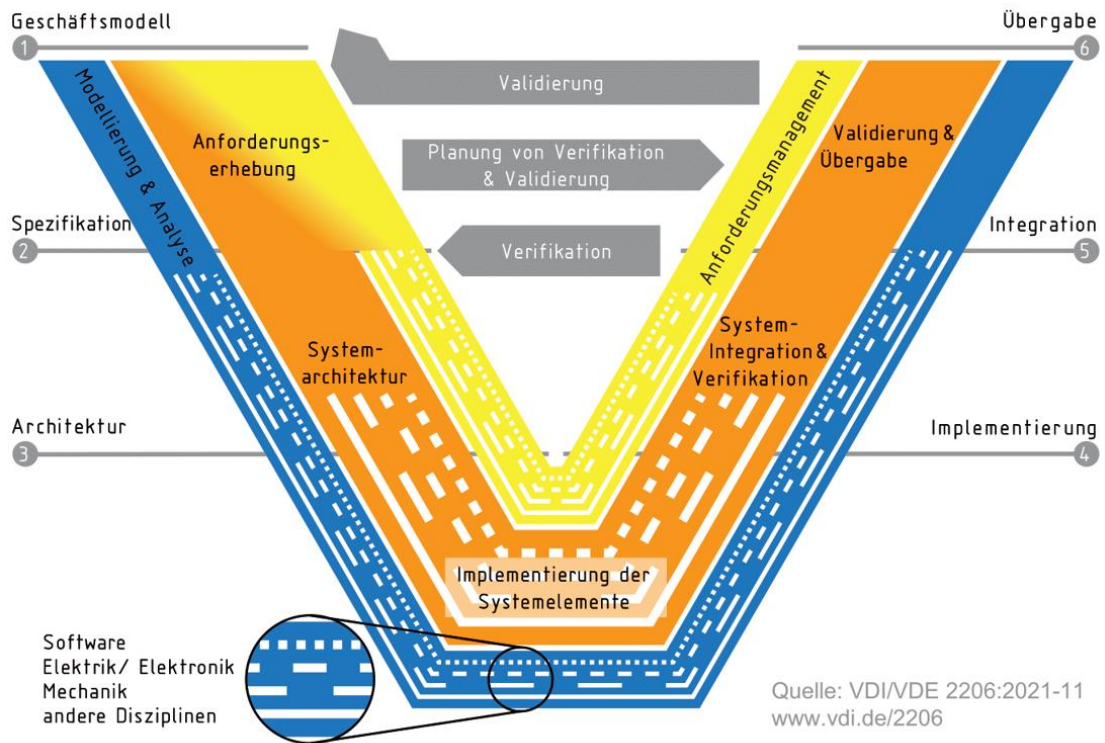 Geschäftsmodell
1
Übergabe
6
Validierung
Modellierung & Analyse
Anforderungs-
erhebung
Planung von Verifikation
& Validierung
Anforderungsmanagement
Validierung &
Übergabe
Spezifikation
2
Verifikation
Integration
5
System-
architektur
System-
Integration &
Verifikation
Architektur
3
Implementierung
4
Implementierung der
Systemelemente
Software
Elektrik/ Elektronik
Mechanik
andere Disziplinen
Quelle: VDI/VDE 2206:2021-11
www.vdi.de/2206